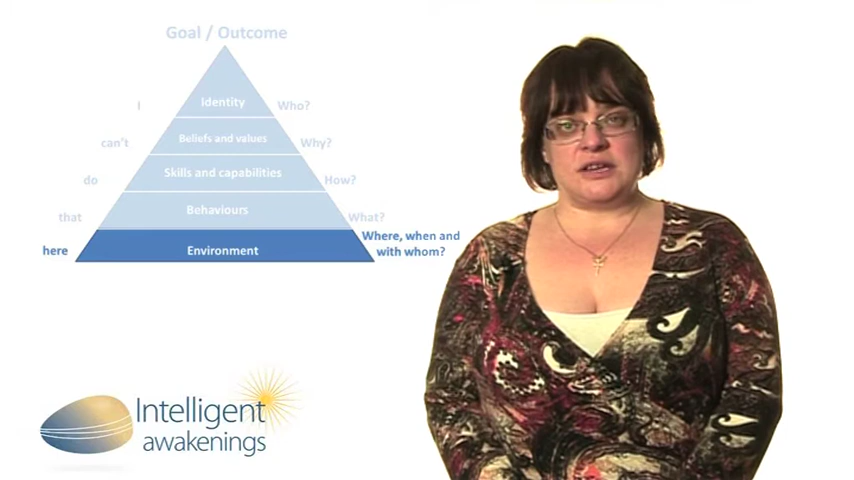 Goal / Outcome
I Identity Who?
can't Beliefs and values Why?
do Skills and capabilities How?
that Behaviours What?
here Environment Where, when and
with whom?
Intelligent
awakenings